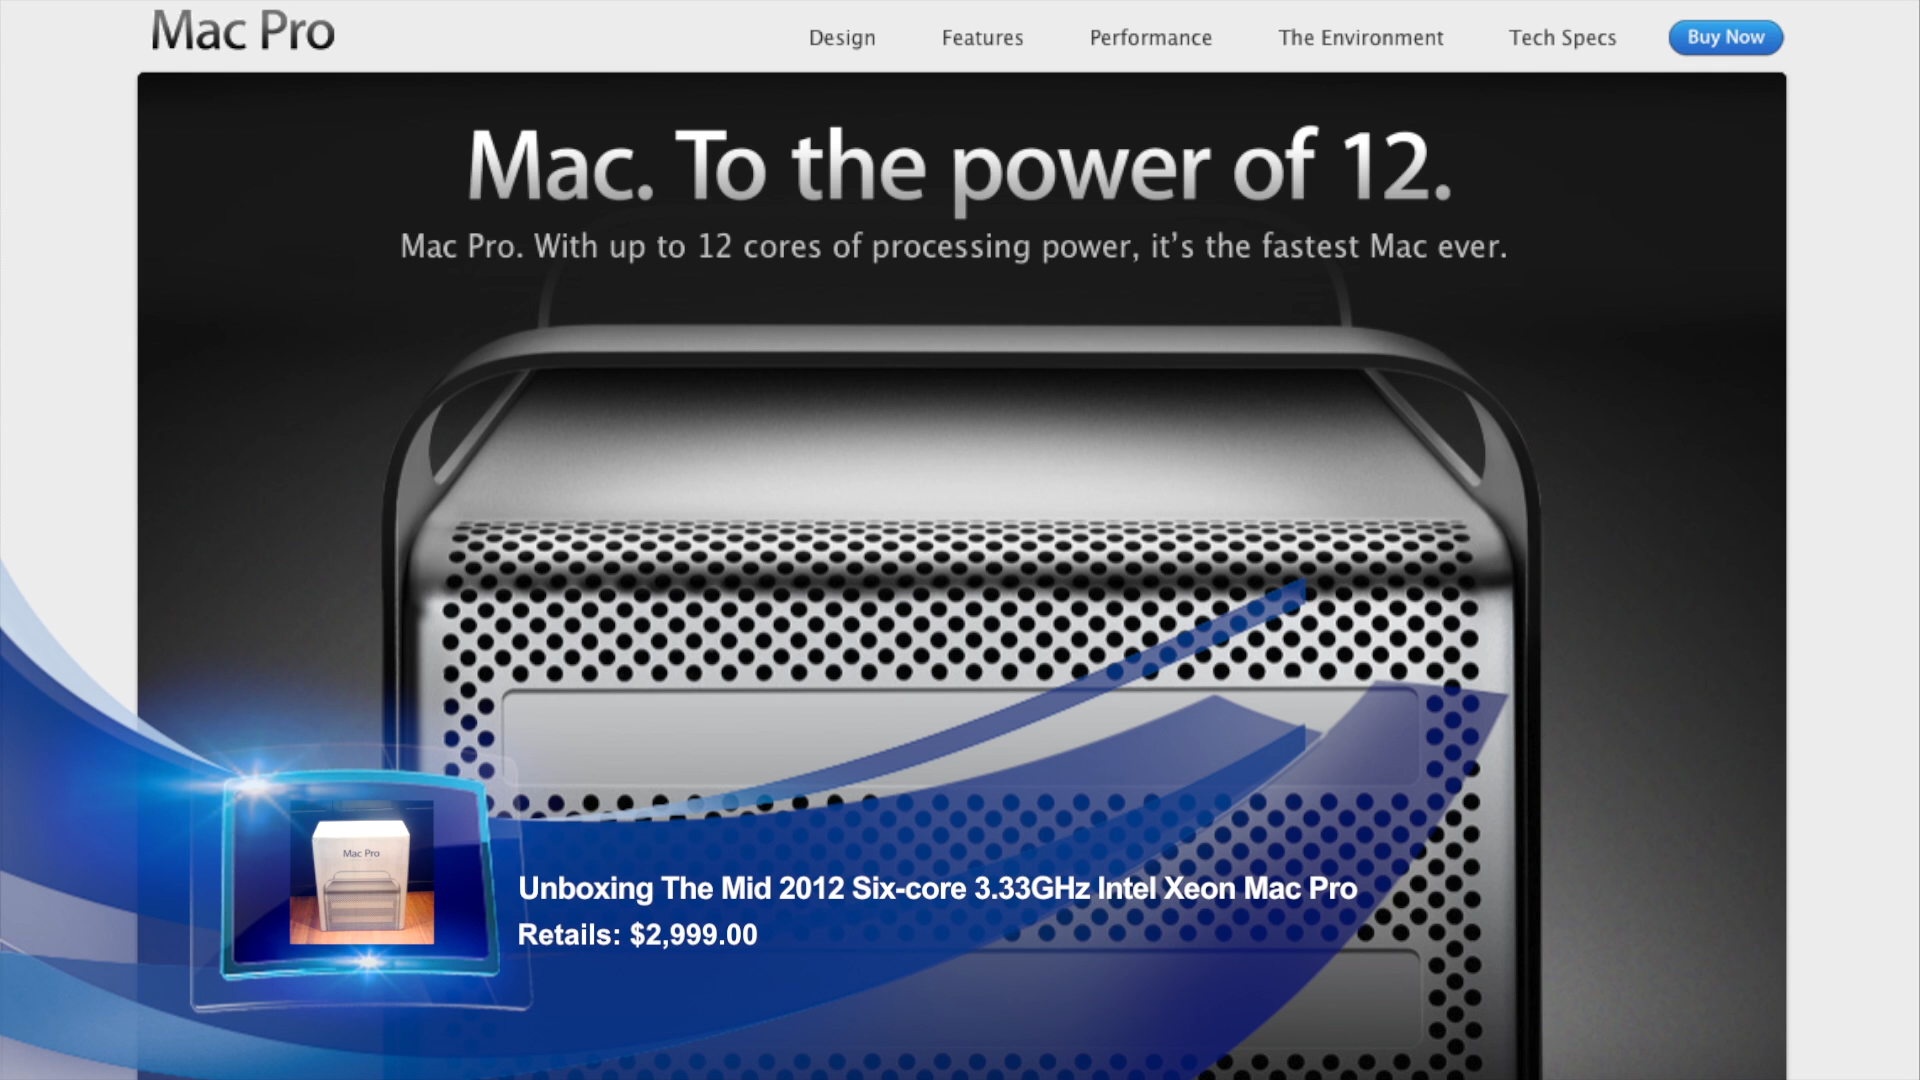 Mac Pro
Design Features Performance The Environment Tech Specs Buy Now
Mac. To the power of 12.
Mac Pro. With up to 12 cores of processing power, it's the fastest Mac ever.
Mac Pro
Unboxing The Mid 2012 Six-core 3.33GHz Intel Xeon Mac Pro
Retails: $2,999.00